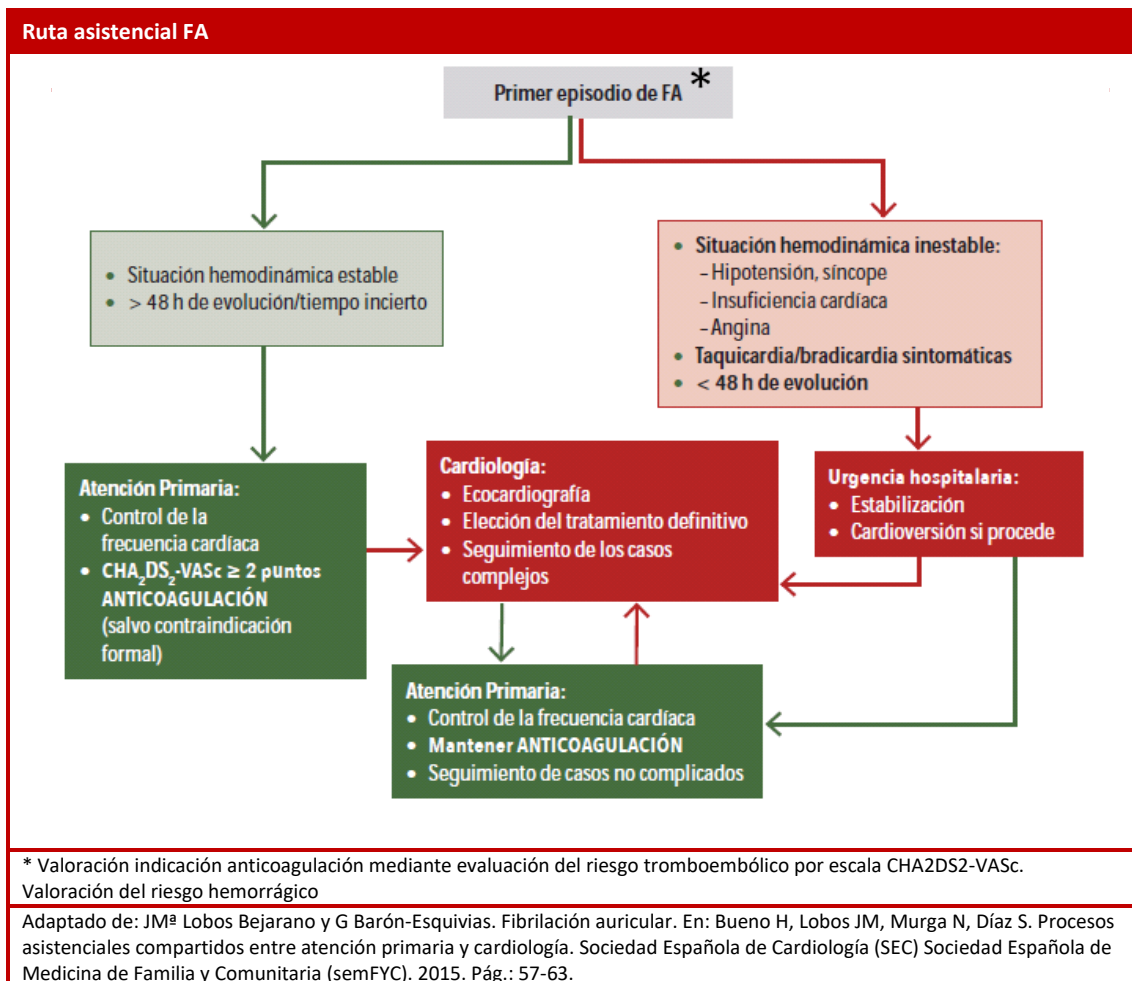 Ruta asistencial FA
Primer episodio de FA *
• Situación hemodinámica estable
• > 48 h de evolución/tiempo incierto
• Situación hemodinámica inestable:
– Hipotensión, síncope
– Insuficiencia cardíaca
– Angina
• Taquicardia/bradicardia sintomáticas
• < 48 h de evolución
Atención Primaria:
• Control de la
frecuencia cardíaca
• CHA₂DS₂-VASc ≥ 2 puntos
ANTICOAGULACIÓN
(salvo contraindicación
formal)
Cardiología:
• Ecocardiografía
• Elección del tratamiento definitivo
• Seguimiento de los casos
complejos
Urgencia hospitalaria:
• Estabilización
• Cardioversión si procede
Atención Primaria:
• Control de la frecuencia cardíaca
• Mantener ANTICOAGULACIÓN
• Seguimiento de casos no complicados
* Valoración indicación anticoagulación mediante evaluación del riesgo tromboembólico por escala CHA2DS2-VASc.
Valoración del riesgo hemorrágico
Adaptado de: JMª Lobos Bejarano y G Barón-Esquivias. Fibrilación auricular. En: Bueno H, Lobos JM, Murga N, Díaz S. Procesos
asistenciales compartidos entre atención primaria y cardiología. Sociedad Española de Cardiología (SEC) Sociedad Española de
Medicina de Familia y Comunitaria (semFYC). 2015. Pág.: 57-63.